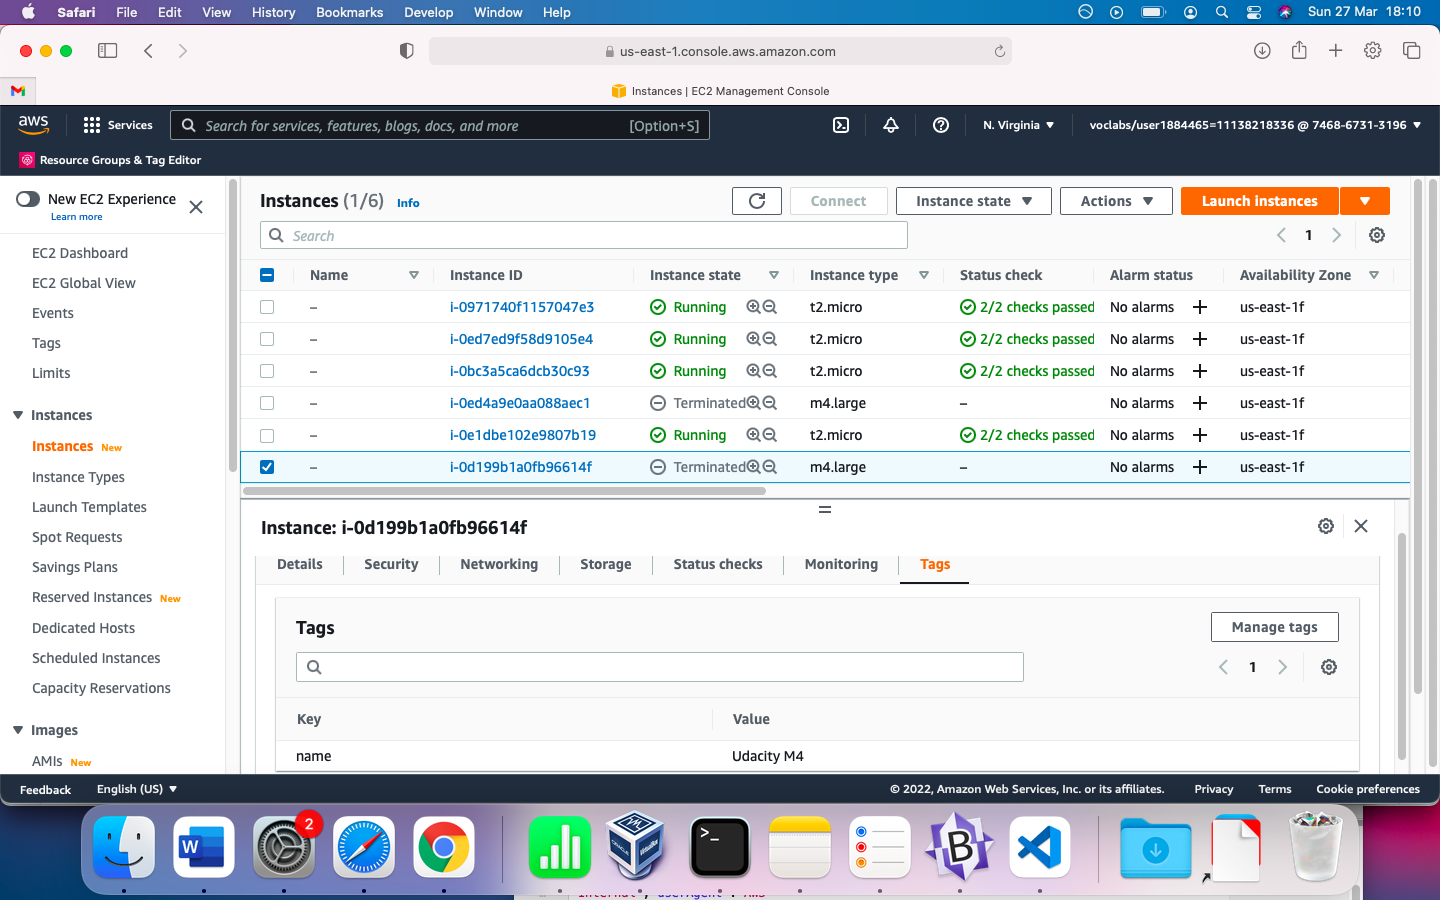 Safari File Edit View History Bookmarks Develop Window Help Sun 27 Mar 18:10
us-east-1.console.aws.amazon.com
Instances | EC2 Management Console
aws Services Search for services, features, blogs, docs, and more [Option+S] N. Virginia ▼ voclabs/user1884465=11138218336 @ 7468-6731-3196 ▼
Resource Groups & Tag Editor
New EC2 Experience
Learn more
EC2 Dashboard
EC2 Global View
Events
Tags
Limits
Instances
Instances New
Instance Types
Launch Templates
Spot Requests
Savings Plans
Reserved Instances New
Dedicated Hosts
Scheduled Instances
Capacity Reservations
Images
AMIs New
Instances (1/6) Info
Connect Instance state Actions Launch instances
Search
1
Name Instance ID Instance state Instance type Status check Alarm status Availability Zone
– i-0971740f1157047e3 Running t2.micro 2/2 checks passed No alarms us-east-1f
– i-0ed7ed9f58d9105e4 Running t2.micro 2/2 checks passed No alarms us-east-1f
– i-0bc3a5ca6dcb30c93 Running t2.micro 2/2 checks passed No alarms us-east-1f
– i-0ed4a9e0aa088aec1 Terminated m4.large – No alarms us-east-1f
– i-0e1dbe102e9807b19 Running t2.micro 2/2 checks passed No alarms us-east-1f
– i-0d199b1a0fb96614f Terminated m4.large – No alarms us-east-1f
Instance: i-0d199b1a0fb96614f
Details Security Networking Storage Status checks Monitoring Tags
Tags
Manage tags
1
Key Value
name Udacity M4
Feedback English (US) ▼ © 2022, Amazon Web Services, Inc. or its affiliates. Privacy Terms Cookie preferences
2
W
VirtualBox
>_
B